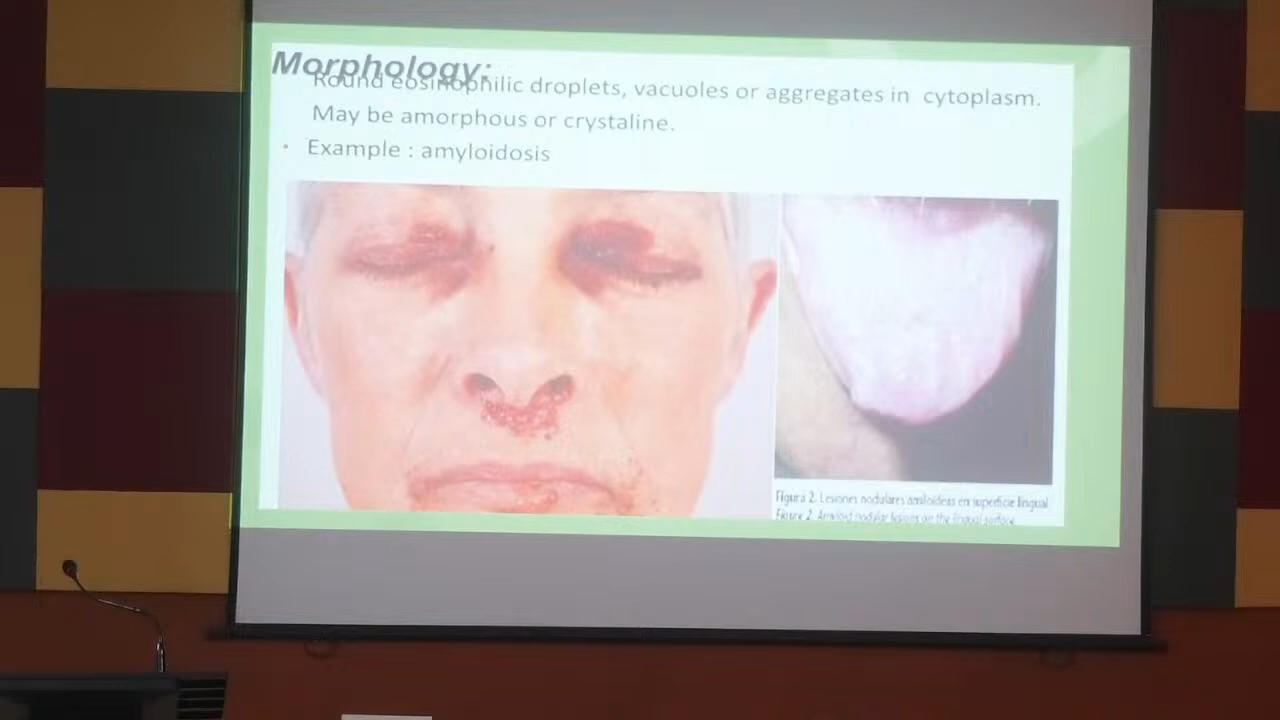 Morphology:
Round eosinophilic droplets, vacuoles or aggregates in cytoplasm.
May be amorphous or crystaline.
• Example : amyloidosis
Figura 2. Lesiones nodulares amiloideas en superficie lingual
Figure 2. Amyloid nodular lesions on the lingual surface